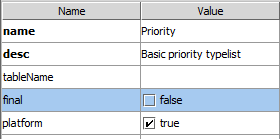 Name Value
name Priority
desc Basic priority typelist
tableName
final false
platform true